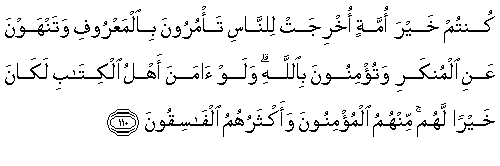 كُنتُمْ خَيْرَ أُمَّةٍ أُخْرِجَتْ لِلنَّاسِ تَأْمُرُونَ بِٱلْمَعْرُوفِ وَتَنْهَوْنَ
عَنِ ٱلْمُنكَرِ وَتُؤْمِنُونَ بِٱللَّهِ ۗ وَلَوْ ءَامَنَ أَهْلُ ٱلْكِتَـٰبِ لَكَانَ
خَيْرًا لَّهُم ۚ مِّنْهُمُ ٱلْمُؤْمِنُونَ وَأَكْثَرُهُمُ ٱلْفَـٰسِقُونَ ﴿١١٠﴾